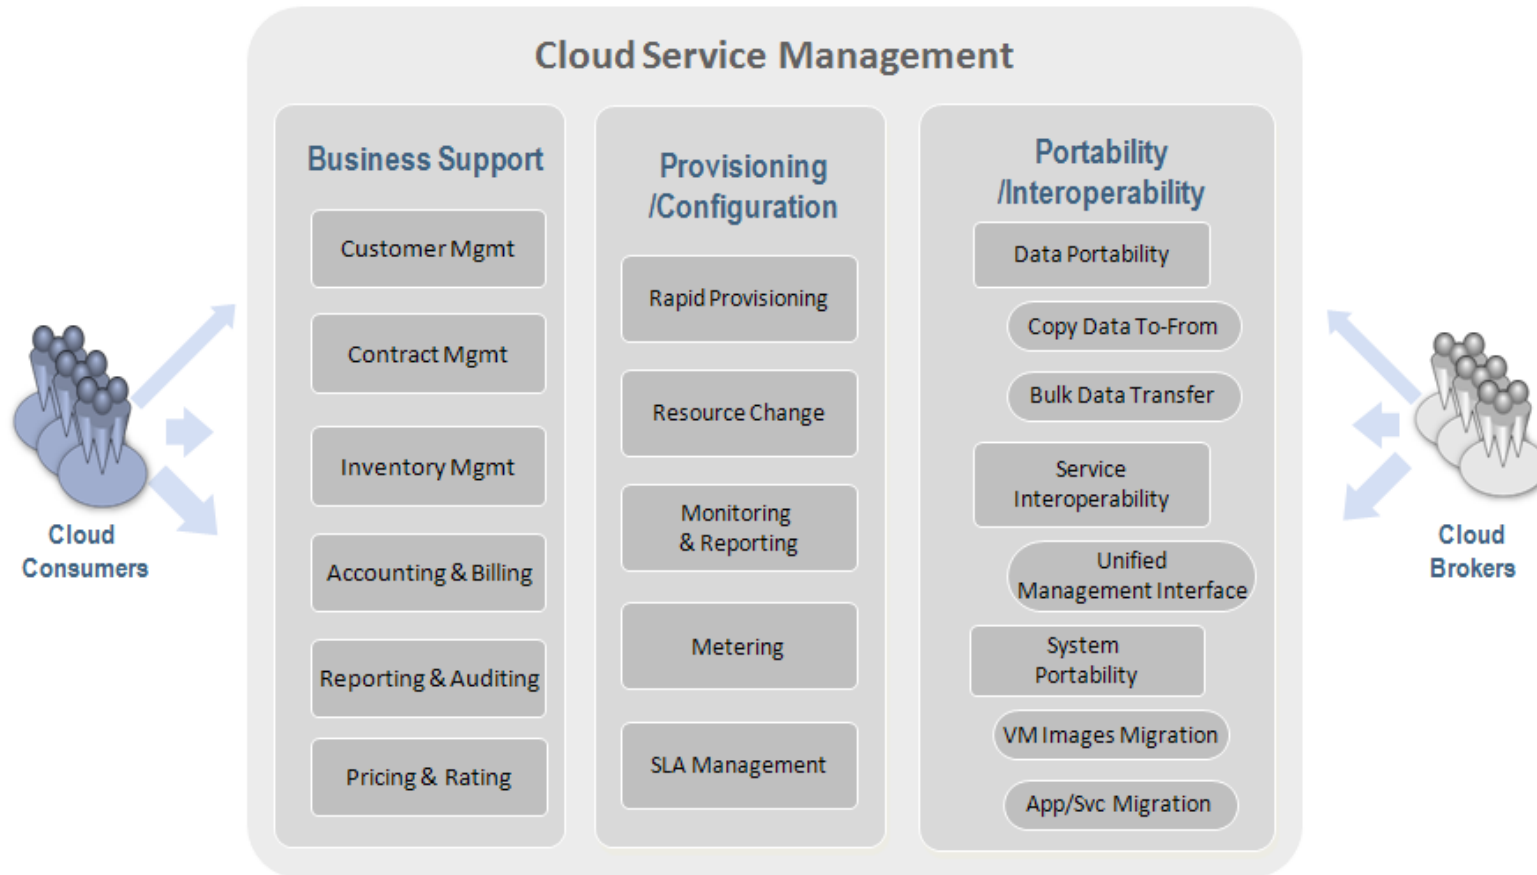 Cloud Service Management
Business Support
Customer Mgmt
Contract Mgmt
Inventory Mgmt
Accounting & Billing
Reporting & Auditing
Pricing & Rating
Provisioning
/Configuration
Rapid Provisioning
Resource Change
Monitoring
& Reporting
Metering
SLA Management
Portability
/Interoperability
Data Portability
Copy Data To-From
Bulk Data Transfer
Service
Interoperability
Unified
Management Interface
System
Portability
VM Images Migration
App/Svc Migration
Cloud
Consumers
Cloud
Brokers